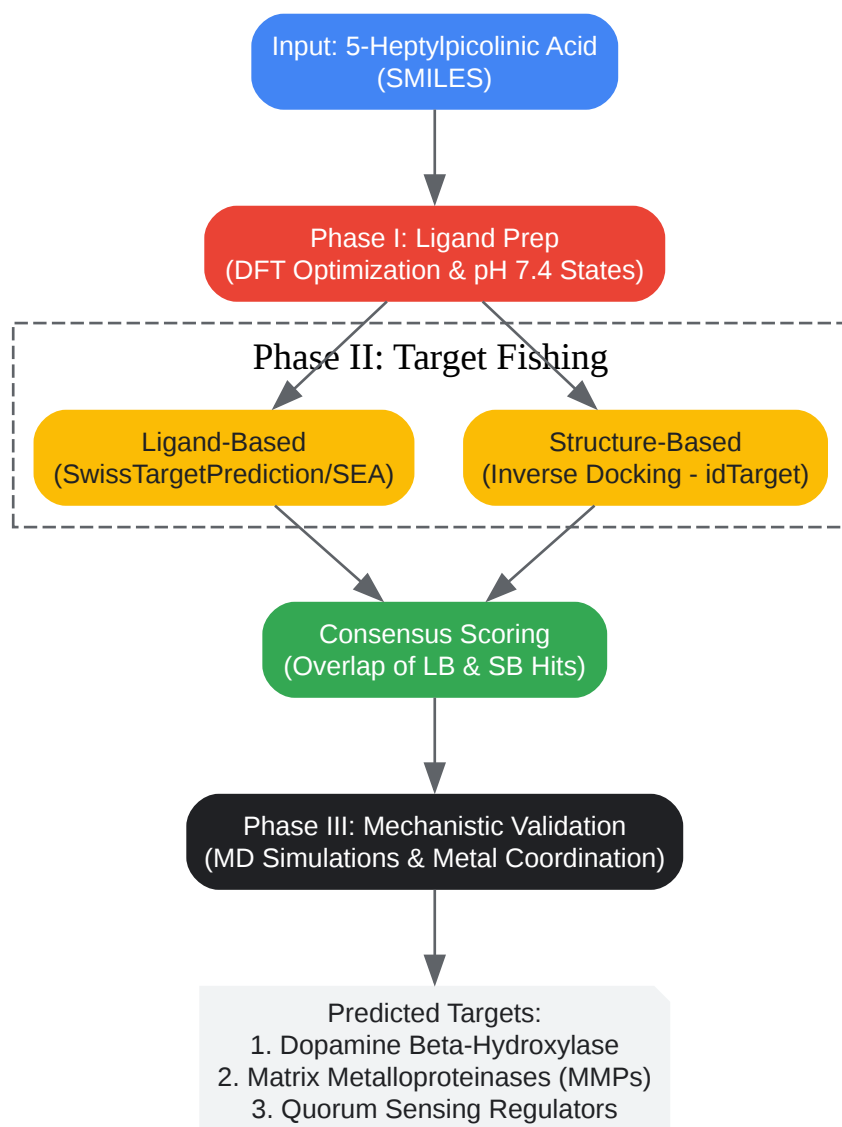 Input: 5-Heptylpicolinic Acid
(SMILES)
Phase I: Ligand Prep
(DFT Optimization & pH 7.4 States)
Phase II: Target Fishing
Ligand-Based
(SwissTargetPrediction/SEA)
Structure-Based
(Inverse Docking - idTarget)
Consensus Scoring
(Overlap of LB & SB Hits)
Phase III: Mechanistic Validation
(MD Simulations & Metal Coordination)
Predicted Targets:
1. Dopamine Beta-Hydroxylase
2. Matrix Metalloproteinases (MMPs)
3. Quorum Sensing Regulators